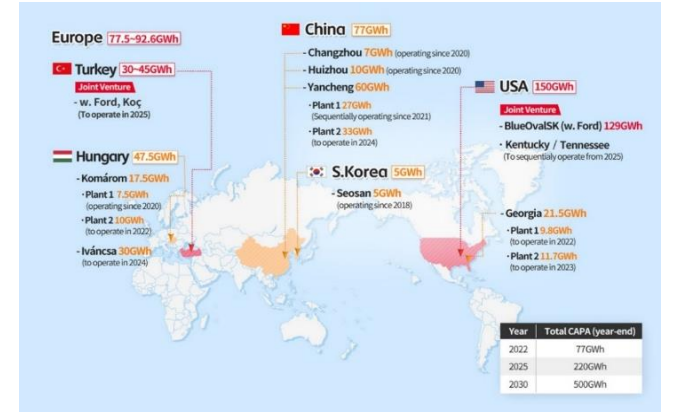 Europe 77.5~92.6GWh
Turkey 30~45GWh
Joint Venture
- w. Ford, Koç
(To operate in 2025)
Hungary 47.5GWh
- Komárom 17.5GWh
· Plant 1 7.5GWh
(operating since 2020)
· Plant 2 10GWh
(to operate in 2022)
- Iváncsa 30GWh
(to operate in 2024)
China 77GWh
- Changzhou 7GWh (operating since 2020)
- Huizhou 10GWh (operating since 2020)
- Yancheng 60GWh
· Plant 1 27GWh
(Sequentially operating since 2021)
· Plant 2 33GWh
(to operate in 2024)
S.Korea 5GWh
- Seosan 5GWh
(operating since 2018)
USA 150GWh
Joint Venture
- BlueOvalSK (w. Ford) 129GWh
· Kentucky / Tennessee
(To sequentialy operate from 2025)
- Georgia 21.5GWh
· Plant 1 9.8GWh
(to operate in 2022)
· Plant 2 11.7GWh
(to operate in 2023)
Year Total CAPA (year-end)
2022 77GWh
2025 220GWh
2030 500GWh